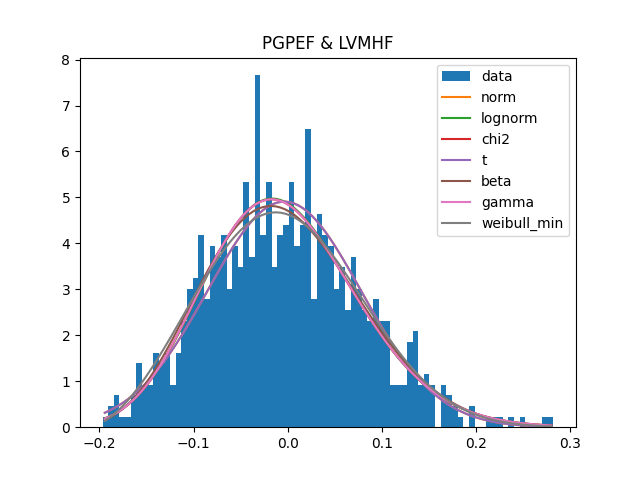 PGPEF & LVMHF
8
7
6
5
4
3
2
1
0
−0.2 −0.1 0.0 0.1 0.2 0.3
data
norm
lognorm
chi2
t
beta
gamma
weibull_min